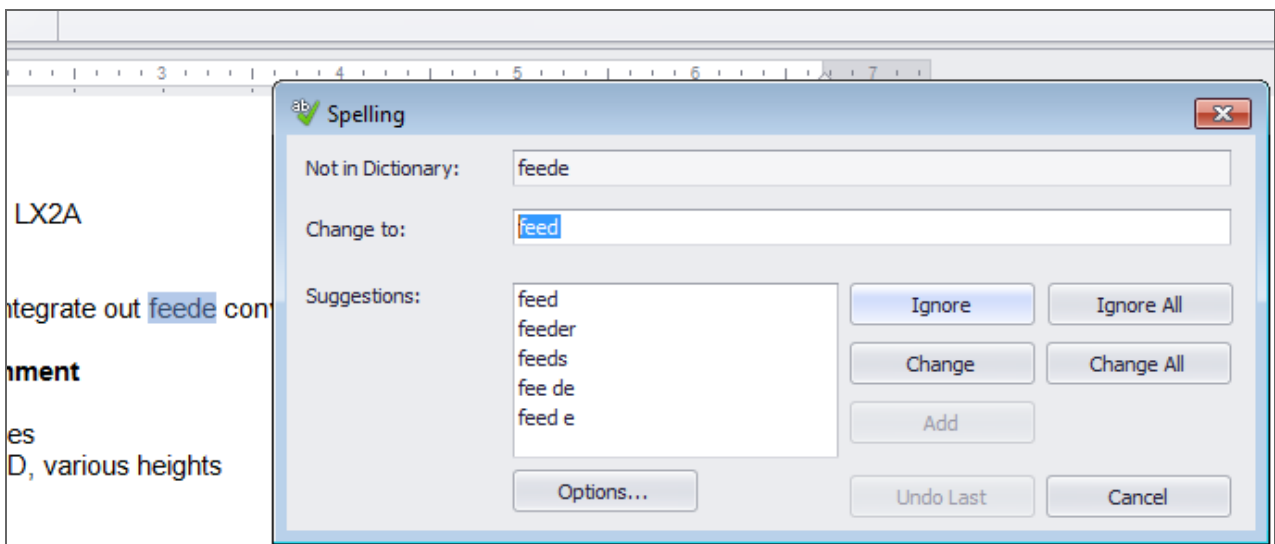 3 4 5 6 7
Spelling
Not in Dictionary: feede
LX2A
Change to: feed
Suggestions:
feed
feeder
feeds
fee de
feed e
Ignore Ignore All
Change Change All
Add
Options...
Undo Last Cancel
ntegrate out feede con
nment
es
D, various heights